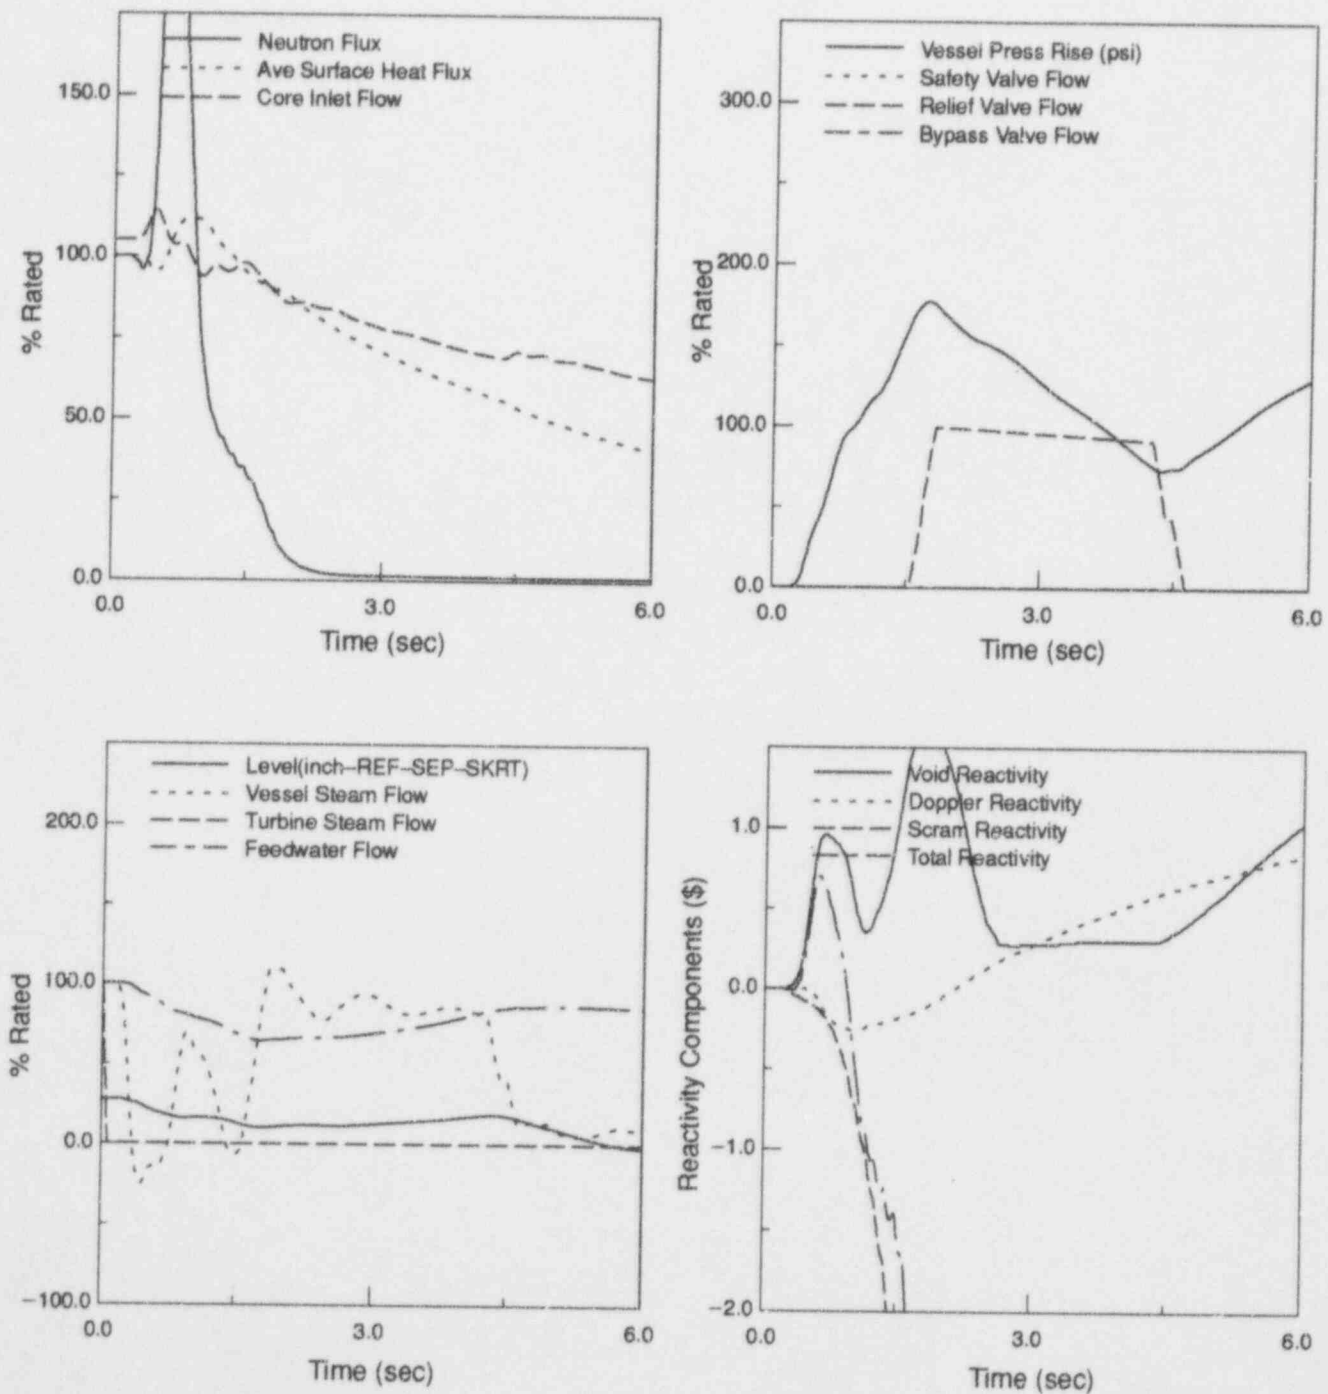 Neutron Flux
Ave Surface Heat Flux
Core Inlet Flow
150.0
100.0
50.0
0.0
% Rated
0.0 3.0 6.0
Time (sec)
Vessel Press Rise (psi)
Safety Valve Flow
Relief Valve Flow
Bypass Valve Flow
300.0
200.0
100.0
0.0
% Rated
0.0 3.0 6.0
Time (sec)
Level(inch-REF-SEP-SKRT)
Vessel Steam Flow
Turbine Steam Flow
Feedwater Flow
200.0
100.0
0.0
-100.0
% Rated
0.0 3.0 6.0
Time (sec)
Void Reactivity
Doppler Reactivity
Scram Reactivity
Total Reactivity
1.0
0.0
-1.0
-2.0
Reactivity Components ($)
0.0 3.0 6.0
Time (sec)